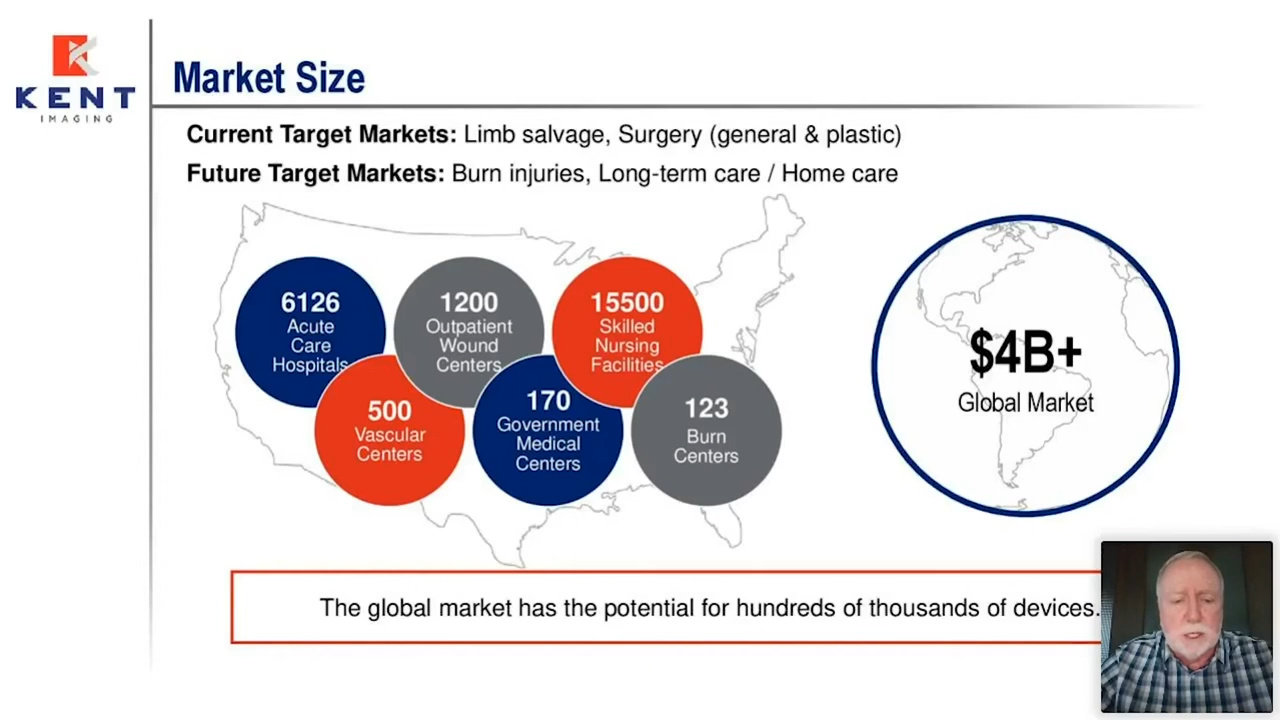 KENT
IMAGING
Market Size
Current Target Markets: Limb salvage, Surgery (general & plastic)
Future Target Markets: Burn injuries, Long-term care / Home care
6126
Acute
Care
Hospitals
1200
Outpatient
Wound
Centers
15500
Skilled
Nursing
Facilities
500
Vascular
Centers
170
Government
Medical
Centers
123
Burn
Centers
$4B+
Global Market
The global market has the potential for hundreds of thousands of devices.